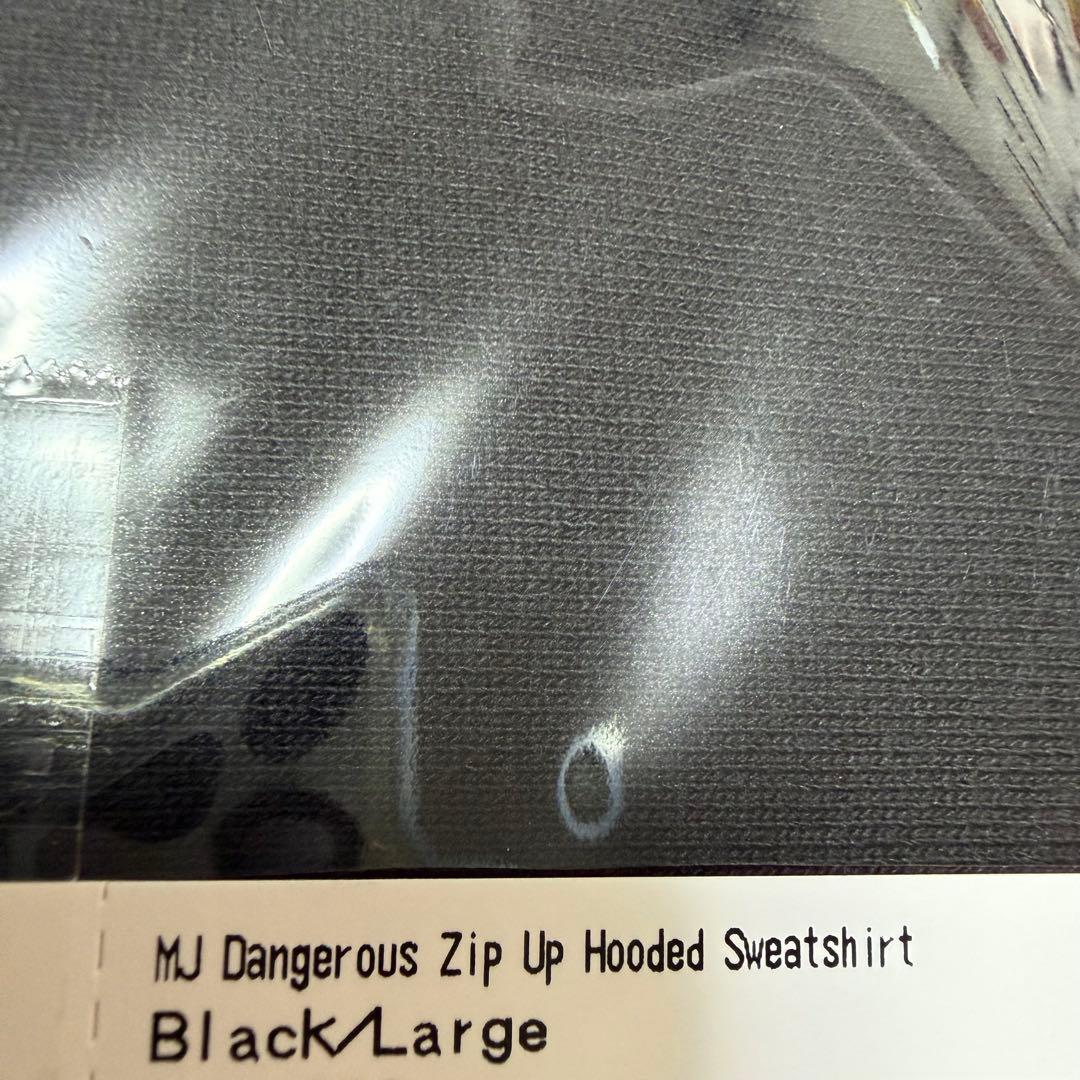 MJ Dangerous Zip Up Hooded Sweatshirt
Black/Large